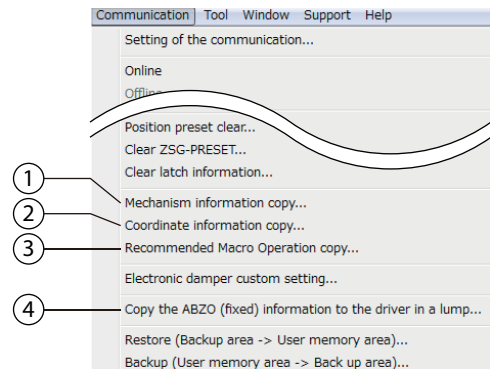 Communication Tool Window Support Help
Setting of the communication...
Online
Offline
Position preset clear...
Clear ZSG-PRESET...
Clear latch information...
1
Mechanism information copy...
2
Coordinate information copy...
3
Recommended Macro Operation copy...
Electronic damper custom setting...
4
Copy the ABZO (fixed) information to the driver in a lump...
Restore (Backup area -> User memory area)...
Backup (User memory area -> Back up area)...